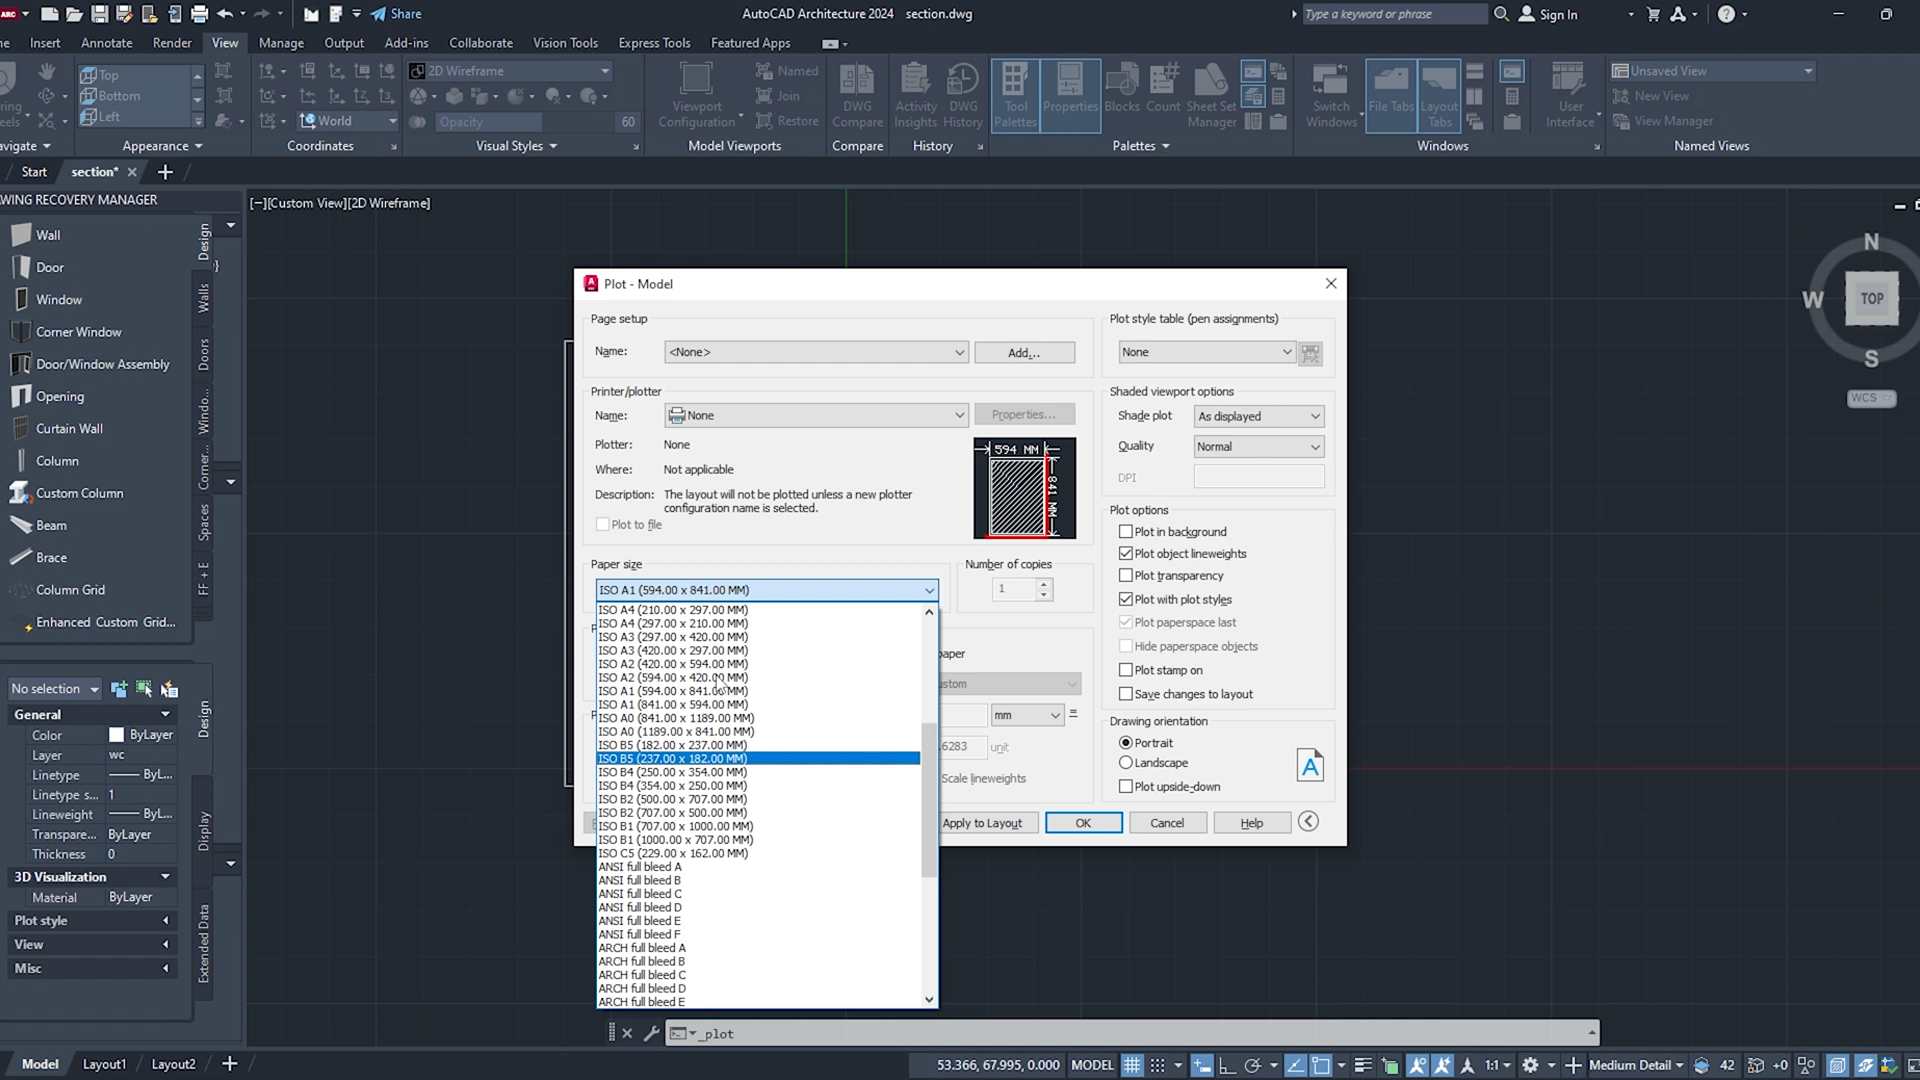 ARC
Share
AutoCAD Architecture 2024 section.dwg
Type a keyword or phrase
Sign In
Insert Annotate Render View Manage Output Add-ins Collaborate Vision Tools Express Tools Featured Apps
Top
Bottom
Left
World
2D Wireframe
Opacity 60
Viewport
Configuration
Named
Join
Restore
DWG
Compare
Activity
Insights
DWG
History
Tool
Palettes
Properties
Blocks
Count
Sheet Set
Manager
Switch
Windows
File Tabs
Layout
Tabs
User
Interface
Unsaved View
New View
View Manager
avigate Appearance Coordinates Visual Styles Model Viewports Compare History Palettes Windows Named Views
Start section*
WING RECOVERY MANAGER
[−][Custom View][2D Wireframe]
Wall
Door
Window
Corner Window
Door/Window Assembly
Opening
Curtain Wall
Column
Custom Column
Beam
Brace
Column Grid
Enhanced Custom Grid...
Design
Walls
Doors
Windo...
Corner...
Spaces
FF + E
No selection
General
Color ByLayer
Layer wc
Linetype ByL...
Linetype s... 1
Lineweight ByL...
Transpare... ByLayer
Thickness 0
3D Visualization
Material ByLayer
Plot style
View
Misc
Design
Display
Extended Data
N
W TOP
S
WCS
Plot - Model
Page setup
Name: <None> Add...
Printer/plotter
Name: None Properties...
Plotter: None
Where: Not applicable
Description: The layout will not be plotted unless a new plotter
configuration name is selected.
Plot to file
594 MM
841 MM
Paper size
ISO A1 (594.00 x 841.00 MM)
Number of copies
1
ISO A4 (210.00 x 297.00 MM)
ISO A4 (297.00 x 210.00 MM)
ISO A3 (297.00 x 420.00 MM)
ISO A3 (420.00 x 297.00 MM)
ISO A2 (420.00 x 594.00 MM)
ISO A2 (594.00 x 420.00 MM)
ISO A1 (594.00 x 841.00 MM)
ISO A1 (841.00 x 594.00 MM)
ISO A0 (841.00 x 1189.00 MM)
ISO A0 (1189.00 x 841.00 MM)
ISO B5 (182.00 x 237.00 MM)
ISO B5 (237.00 x 182.00 MM)
ISO B4 (250.00 x 354.00 MM)
ISO B4 (354.00 x 250.00 MM)
ISO B2 (500.00 x 707.00 MM)
ISO B2 (707.00 x 500.00 MM)
ISO B1 (707.00 x 1000.00 MM)
ISO B1 (1000.00 x 707.00 MM)
ISO C5 (229.00 x 162.00 MM)
ANSI full bleed A
ANSI full bleed B
ANSI full bleed C
ANSI full bleed D
ANSI full bleed E
ANSI full bleed F
ARCH full bleed A
ARCH full bleed B
ARCH full bleed C
ARCH full bleed D
ARCH full bleed E
paper
ustom
mm =
.6283 unit
Scale lineweights
Plot style table (pen assignments)
None
Shaded viewport options
Shade plot As displayed
Quality Normal
DPI
Plot options
Plot in background
Plot object lineweights
Plot transparency
Plot with plot styles
Plot paperspace last
Hide paperspace objects
Plot stamp on
Save changes to layout
Drawing orientation
Portrait
Landscape
Plot upside-down
A
Apply to Layout OK Cancel Help
_plot
Model Layout1 Layout2
53.366, 67.995, 0.000 MODEL 1:1 Medium Detail 42 +0